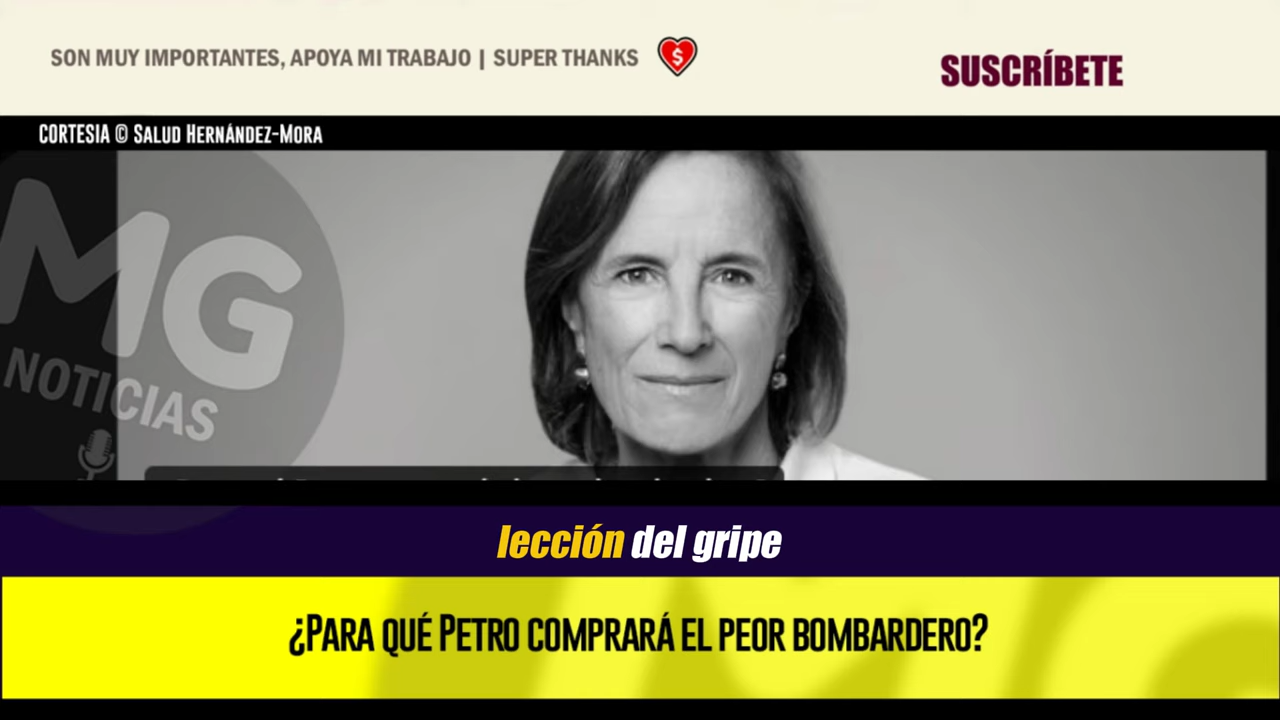 SON MUY IMPORTANTES, APOYA MI TRABAJO | SUPER THANKS $
SUSCRÍBETE
CORTESIA © SALUD HERNÁNDEZ-MORA
MG
NOTICIAS
lección del gripe
¿PARA QUÉ PETRO COMPRARÁ EL PEOR BOMBARDERO?